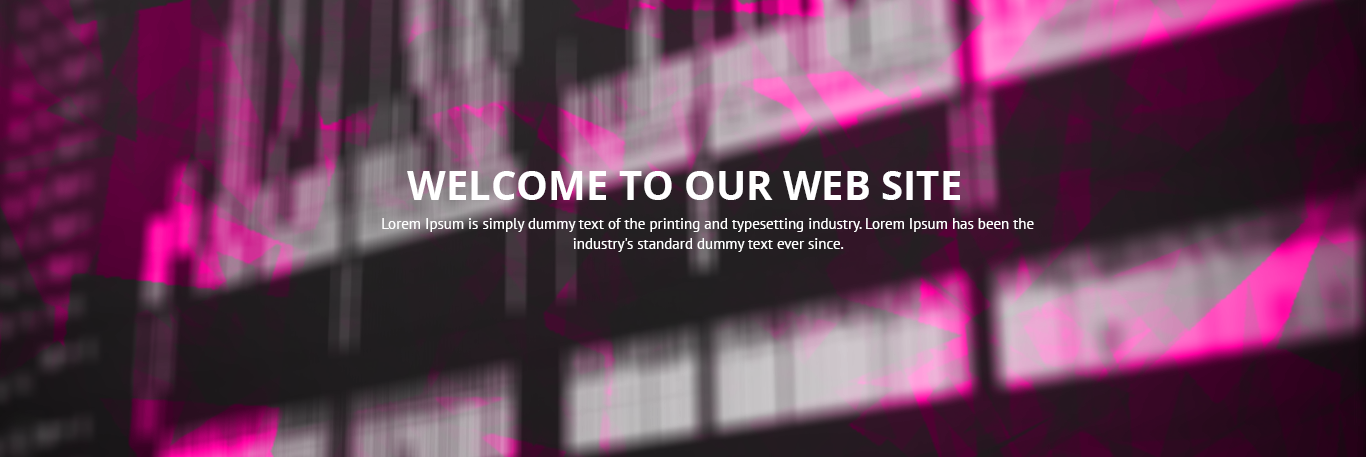 WELCOME TO OUR WEB SITE
Lorem Ipsum is simply dummy text of the printing and typesetting industry. Lorem Ipsum has been the
industry's standard dummy text ever since.